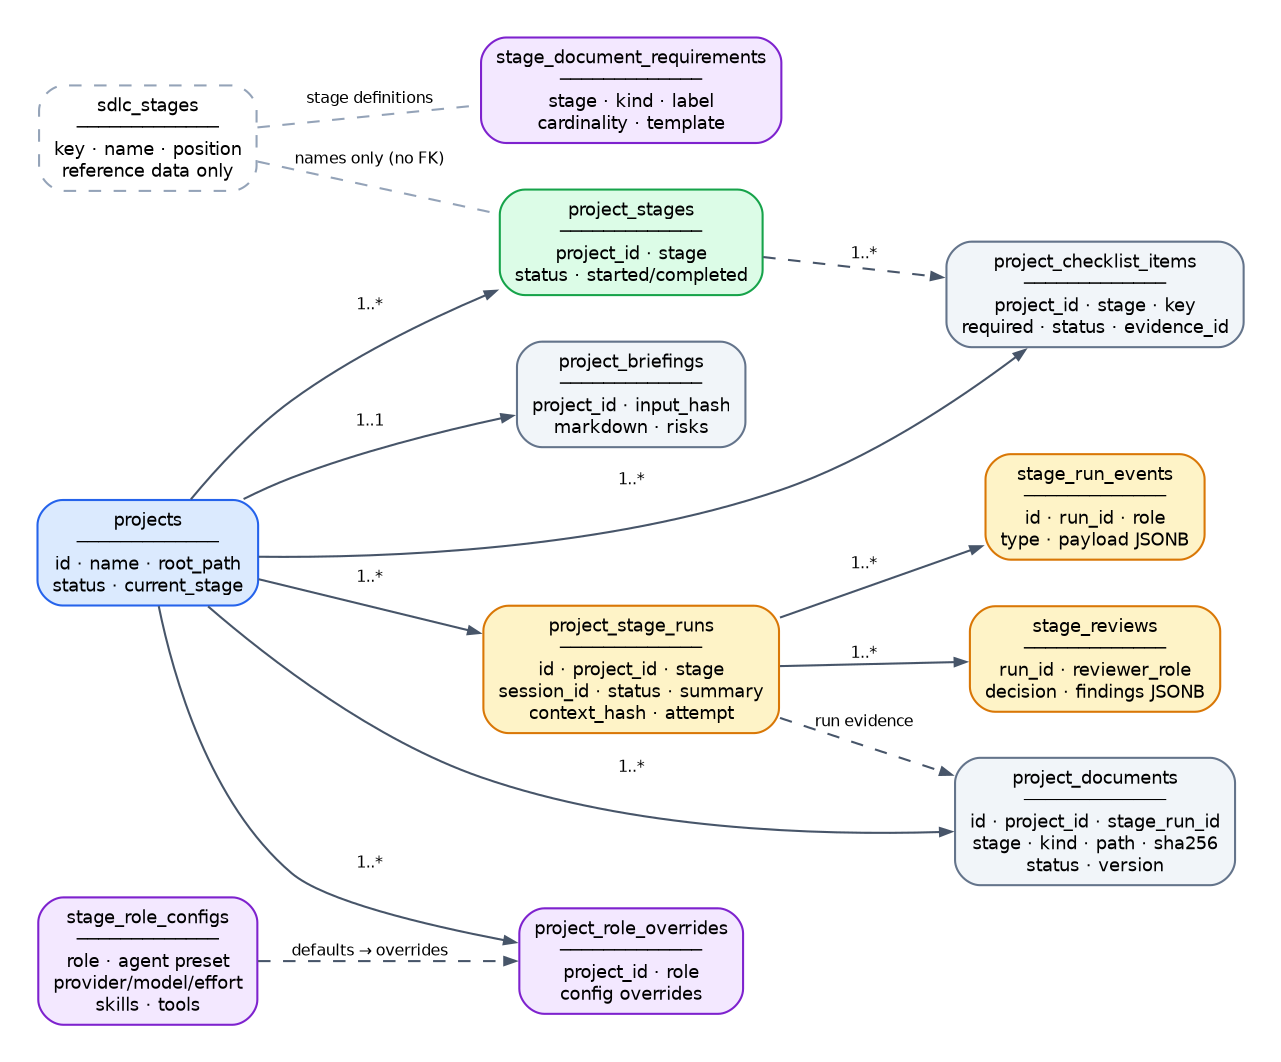 sdlc_stages
key · name · position
reference data only
stage definitions
names only (no FK)
stage_document_requirements
stage · kind · label
cardinality · template
project_stages
project_id · stage
status · started/completed
1..*
project_checklist_items
project_id · stage · key
required · status · evidence_id
1..*
project_briefings
project_id · input_hash
markdown · risks
1..1
1..*
projects
id · name · root_path
status · current_stage
1..*
stage_run_events
id · run_id · role
type · payload JSONB
1..*
project_stage_runs
id · project_id · stage
session_id · status · summary
context_hash · attempt
1..*
stage_reviews
run_id · reviewer_role
decision · findings JSONB
run evidence
1..*
project_documents
id · project_id · stage_run_id
stage · kind · path · sha256
status · version
1..*
stage_role_configs
role · agent preset
provider/model/effort
skills · tools
defaults → overrides
project_role_overrides
project_id · role
config overrides